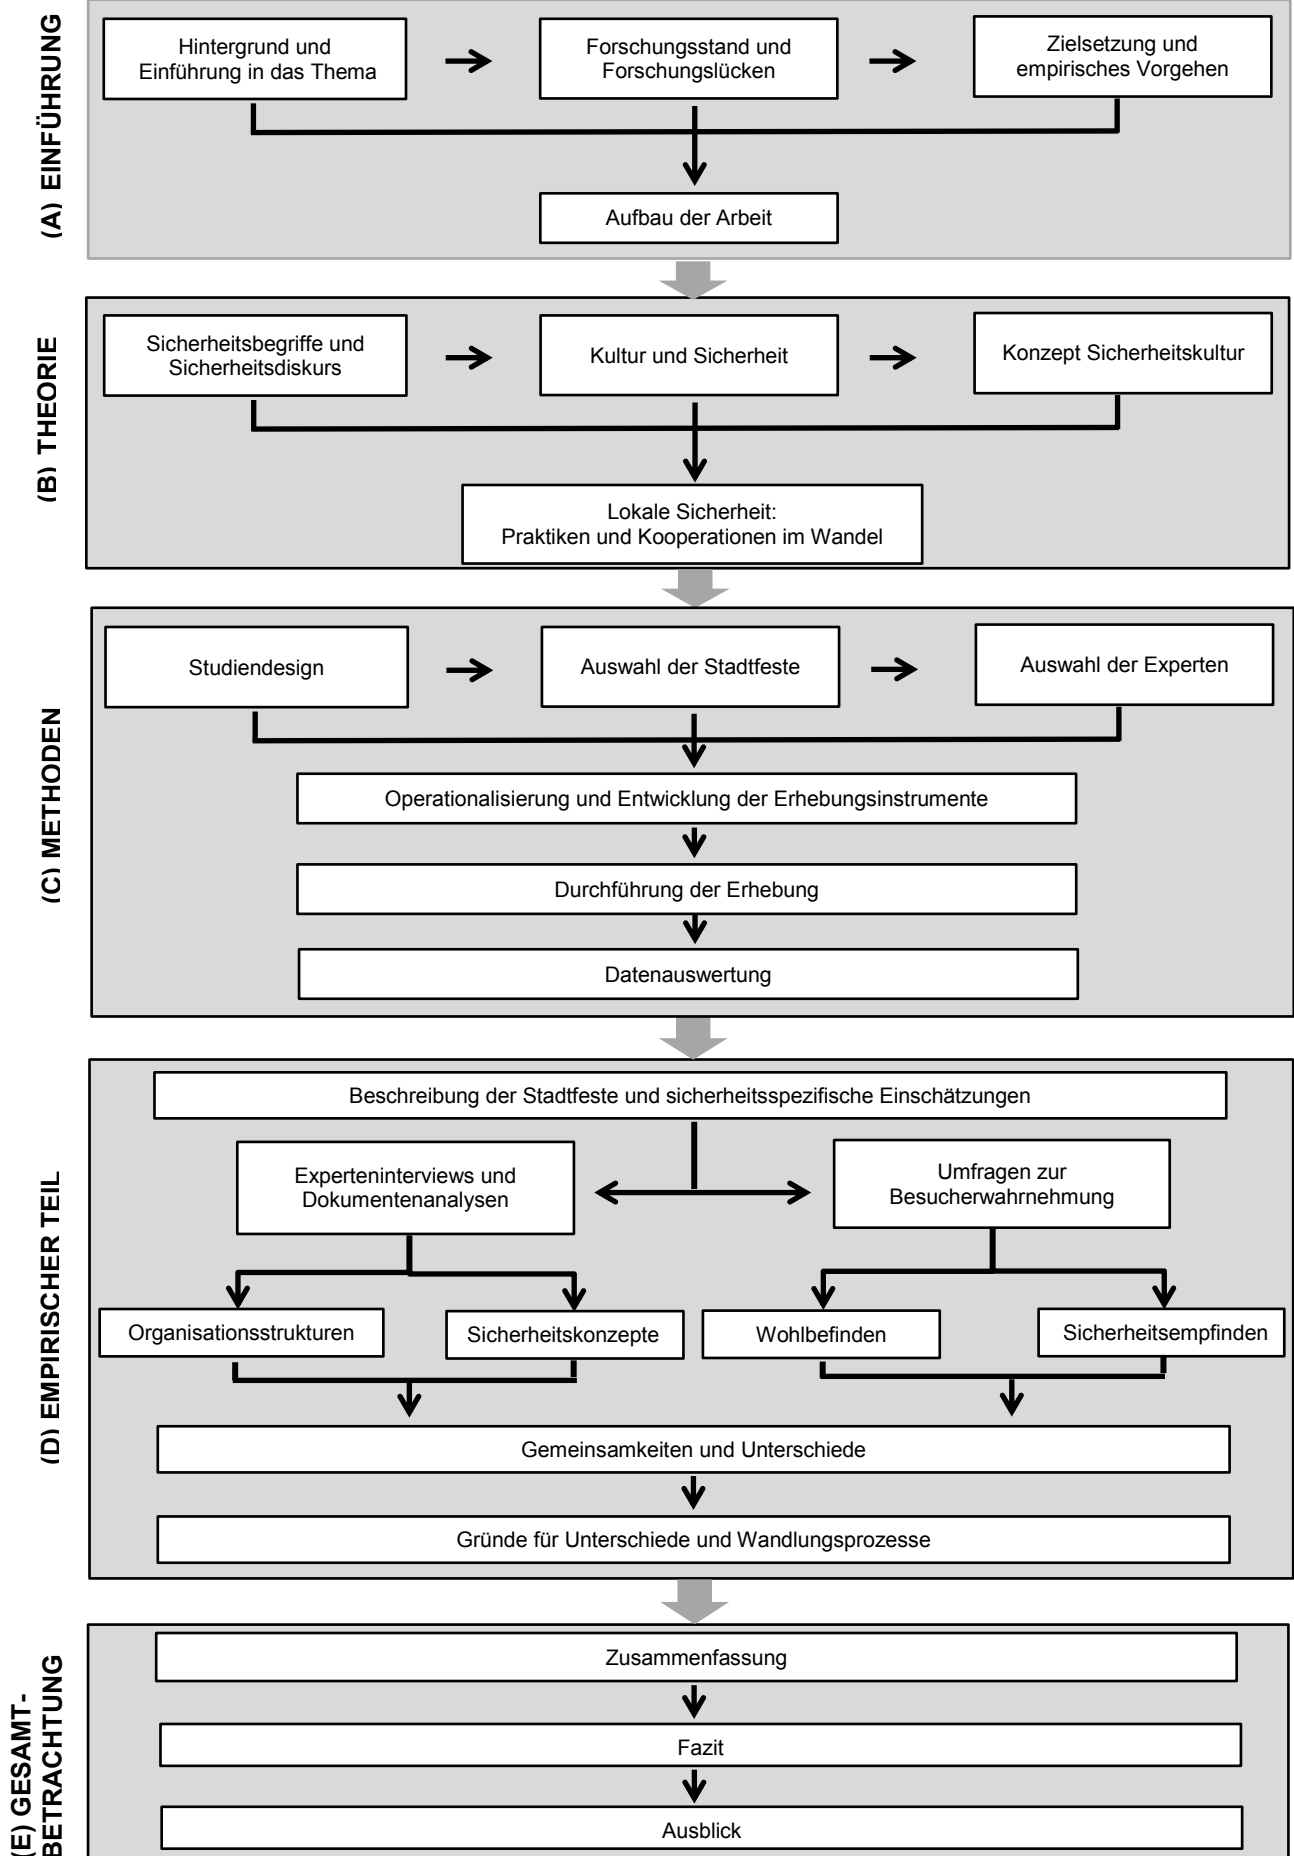 (A) EINFÜHRUNG
Hintergrund und
Einführung in das Thema
Forschungsstand und
Forschungslücken
Zielsetzung und
empirisches Vorgehen
Aufbau der Arbeit
(B) THEORIE
Sicherheitsbegriffe und
Sicherheitsdiskurs
Kultur und Sicherheit
Konzept Sicherheitskultur
Lokale Sicherheit:
Praktiken und Kooperationen im Wandel
(C) METHODEN
Studiendesign
Auswahl der Stadtfeste
Auswahl der Experten
Operationalisierung und Entwicklung der Erhebungsinstrumente
Durchführung der Erhebung
Datenauswertung
(D) EMPIRISCHER TEIL
Beschreibung der Stadtfeste und sicherheitsspezifische Einschätzungen
Experteninterviews und
Dokumentenanalysen
Umfragen zur
Besucherwahrnehmung
Organisationsstrukturen
Sicherheitskonzepte
Wohlbefinden
Sicherheitsempfinden
Gemeinsamkeiten und Unterschiede
Gründe für Unterschiede und Wandlungsprozesse
(E) GESAMT-
BETRACHTUNG
Zusammenfassung
Fazit
Ausblick